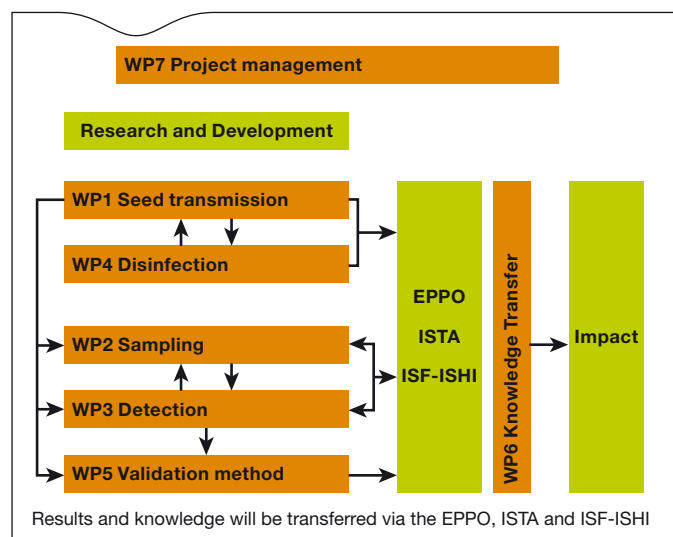 WP7 Project management
Research and Development
WP1 Seed transmission
WP4 Disinfection
WP2 Sampling
WP3 Detection
WP5 Validation method
EPPO
ISTA
ISF-ISHI
WP6 Knowledge Transfer
Impact
Results and knowledge will be transferred via the EPPO, ISTA and ISF-ISHI